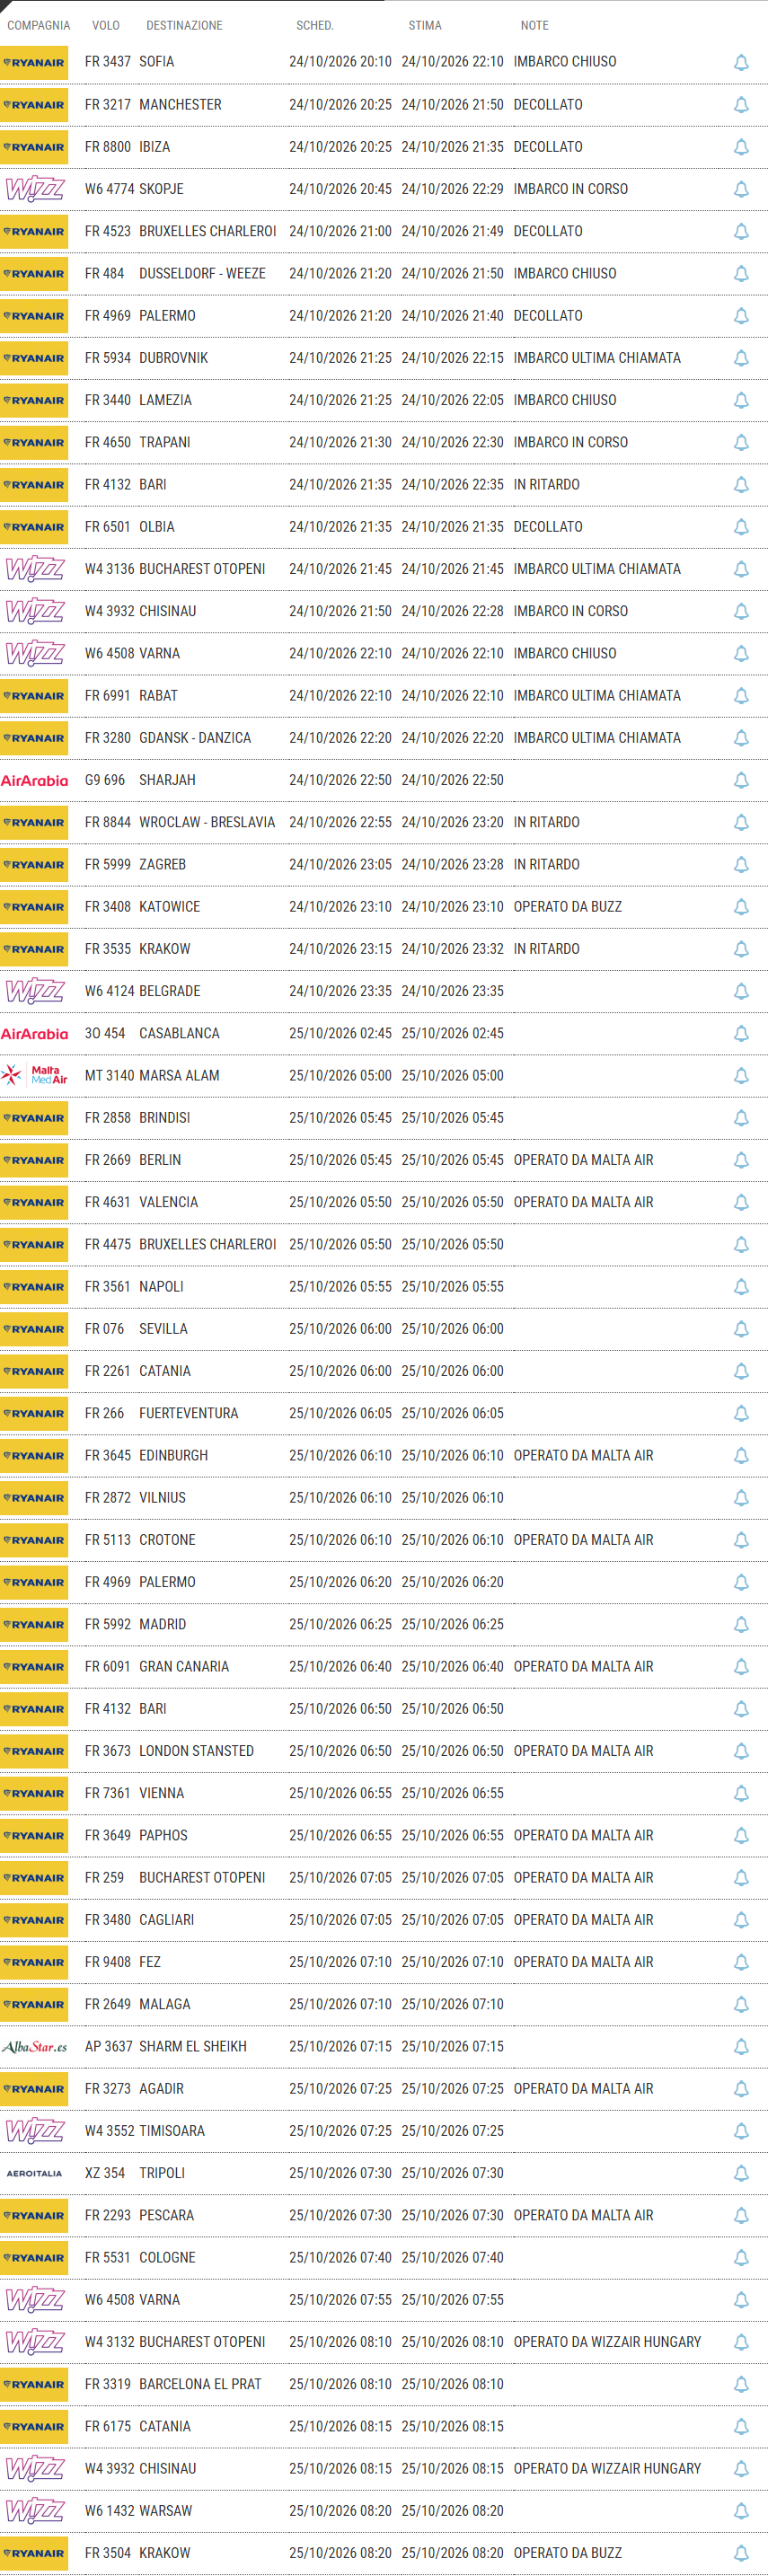 COMPAGNIA VOLO DESTINAZIONE SCHED. STIMA NOTE
RYANAIR FR 3437 SOFIA 24/10/2026 20:10 24/10/2026 22:10 IMBARCO CHIUSO
RYANAIR FR 3217 MANCHESTER 24/10/2026 20:25 24/10/2026 21:50 DECOLLATO
RYANAIR FR 8800 IBIZA 24/10/2026 20:25 24/10/2026 21:35 DECOLLATO
WIZZ W6 4774 SKOPJE 24/10/2026 20:45 24/10/2026 22:29 IMBARCO IN CORSO
RYANAIR FR 4523 BRUXELLES CHARLEROI 24/10/2026 21:00 24/10/2026 21:49 DECOLLATO
RYANAIR FR 484 DUSSELDORF - WEEZE 24/10/2026 21:20 24/10/2026 21:50 IMBARCO CHIUSO
RYANAIR FR 4969 PALERMO 24/10/2026 21:20 24/10/2026 21:40 DECOLLATO
RYANAIR FR 5934 DUBROVNIK 24/10/2026 21:25 24/10/2026 22:15 IMBARCO ULTIMA CHIAMATA
RYANAIR FR 3440 LAMEZIA 24/10/2026 21:25 24/10/2026 22:05 IMBARCO CHIUSO
RYANAIR FR 4650 TRAPANI 24/10/2026 21:30 24/10/2026 22:30 IMBARCO IN CORSO
RYANAIR FR 4132 BARI 24/10/2026 21:35 24/10/2026 22:35 IN RITARDO
RYANAIR FR 6501 OLBIA 24/10/2026 21:35 24/10/2026 21:35 DECOLLATO
WIZZ W4 3136 BUCHAREST OTOPENI 24/10/2026 21:45 24/10/2026 21:45 IMBARCO ULTIMA CHIAMATA
WIZZ W4 3932 CHISINAU 24/10/2026 21:50 24/10/2026 22:28 IMBARCO IN CORSO
WIZZ W6 4508 VARNA 24/10/2026 22:10 24/10/2026 22:10 IMBARCO CHIUSO
RYANAIR FR 6991 RABAT 24/10/2026 22:10 24/10/2026 22:10 IMBARCO ULTIMA CHIAMATA
RYANAIR FR 3280 GDANSK - DANZICA 24/10/2026 22:20 24/10/2026 22:20 IMBARCO ULTIMA CHIAMATA
AirArabia G9 696 SHARJAH 24/10/2026 22:50 24/10/2026 22:50
RYANAIR FR 8844 WROCLAW - BRESLAVIA 24/10/2026 22:55 24/10/2026 23:20 IN RITARDO
RYANAIR FR 5999 ZAGREB 24/10/2026 23:05 24/10/2026 23:28 IN RITARDO
RYANAIR FR 3408 KATOWICE 24/10/2026 23:10 24/10/2026 23:10 OPERATO DA BUZZ
RYANAIR FR 3535 KRAKOW 24/10/2026 23:15 24/10/2026 23:32 IN RITARDO
WIZZ W6 4124 BELGRADE 24/10/2026 23:35 24/10/2026 23:35
AirArabia 3O 454 CASABLANCA 25/10/2026 02:45 25/10/2026 02:45
Malta MedAir MT 3140 MARSA ALAM 25/10/2026 05:00 25/10/2026 05:00
RYANAIR FR 2858 BRINDISI 25/10/2026 05:45 25/10/2026 05:45
RYANAIR FR 2669 BERLIN 25/10/2026 05:45 25/10/2026 05:45 OPERATO DA MALTA AIR
RYANAIR FR 4631 VALENCIA 25/10/2026 05:50 25/10/2026 05:50 OPERATO DA MALTA AIR
RYANAIR FR 4475 BRUXELLES CHARLEROI 25/10/2026 05:50 25/10/2026 05:50
RYANAIR FR 3561 NAPOLI 25/10/2026 05:55 25/10/2026 05:55
RYANAIR FR 076 SEVILLA 25/10/2026 06:00 25/10/2026 06:00
RYANAIR FR 2261 CATANIA 25/10/2026 06:00 25/10/2026 06:00
RYANAIR FR 266 FUERTEVENTURA 25/10/2026 06:05 25/10/2026 06:05
RYANAIR FR 3645 EDINBURGH 25/10/2026 06:10 25/10/2026 06:10 OPERATO DA MALTA AIR
RYANAIR FR 2872 VILNIUS 25/10/2026 06:10 25/10/2026 06:10
RYANAIR FR 5113 CROTONE 25/10/2026 06:10 25/10/2026 06:10 OPERATO DA MALTA AIR
RYANAIR FR 4969 PALERMO 25/10/2026 06:20 25/10/2026 06:20
RYANAIR FR 5992 MADRID 25/10/2026 06:25 25/10/2026 06:25
RYANAIR FR 6091 GRAN CANARIA 25/10/2026 06:40 25/10/2026 06:40 OPERATO DA MALTA AIR
RYANAIR FR 4132 BARI 25/10/2026 06:50 25/10/2026 06:50
RYANAIR FR 3673 LONDON STANSTED 25/10/2026 06:50 25/10/2026 06:50 OPERATO DA MALTA AIR
RYANAIR FR 7361 VIENNA 25/10/2026 06:55 25/10/2026 06:55
RYANAIR FR 3649 PAPHOS 25/10/2026 06:55 25/10/2026 06:55 OPERATO DA MALTA AIR
RYANAIR FR 259 BUCHAREST OTOPENI 25/10/2026 07:05 25/10/2026 07:05 OPERATO DA MALTA AIR
RYANAIR FR 3480 CAGLIARI 25/10/2026 07:05 25/10/2026 07:05 OPERATO DA MALTA AIR
RYANAIR FR 9408 FEZ 25/10/2026 07:10 25/10/2026 07:10 OPERATO DA MALTA AIR
RYANAIR FR 2649 MALAGA 25/10/2026 07:10 25/10/2026 07:10
AlbaStar.es AP 3637 SHARM EL SHEIKH 25/10/2026 07:15 25/10/2026 07:15
RYANAIR FR 3273 AGADIR 25/10/2026 07:25 25/10/2026 07:25 OPERATO DA MALTA AIR
WIZZ W4 3552 TIMISOARA 25/10/2026 07:25 25/10/2026 07:25
AEROITALIA XZ 354 TRIPOLI 25/10/2026 07:30 25/10/2026 07:30
RYANAIR FR 2293 PESCARA 25/10/2026 07:30 25/10/2026 07:30 OPERATO DA MALTA AIR
RYANAIR FR 5531 COLOGNE 25/10/2026 07:40 25/10/2026 07:40
WIZZ W6 4508 VARNA 25/10/2026 07:55 25/10/2026 07:55
WIZZ W4 3132 BUCHAREST OTOPENI 25/10/2026 08:10 25/10/2026 08:10 OPERATO DA WIZZAIR HUNGARY
RYANAIR FR 3319 BARCELONA EL PRAT 25/10/2026 08:10 25/10/2026 08:10
RYANAIR FR 6175 CATANIA 25/10/2026 08:15 25/10/2026 08:15
WIZZ W4 3932 CHISINAU 25/10/2026 08:15 25/10/2026 08:15 OPERATO DA WIZZAIR HUNGARY
WIZZ W6 1432 WARSAW 25/10/2026 08:20 25/10/2026 08:20
RYANAIR FR 3504 KRAKOW 25/10/2026 08:20 25/10/2026 08:20 OPERATO DA BUZZ